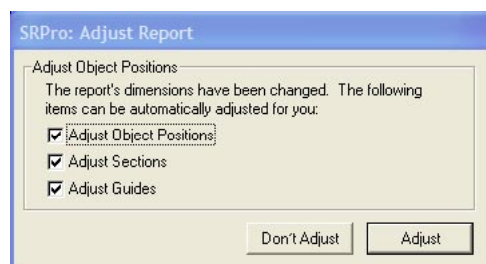 SRPro: Adjust Report
Adjust Object Positions
The report's dimensions have been changed. The following
items can be automatically adjusted for you:
Adjust Object Positions
Adjust Sections
Adjust Guides
Don't Adjust
Adjust